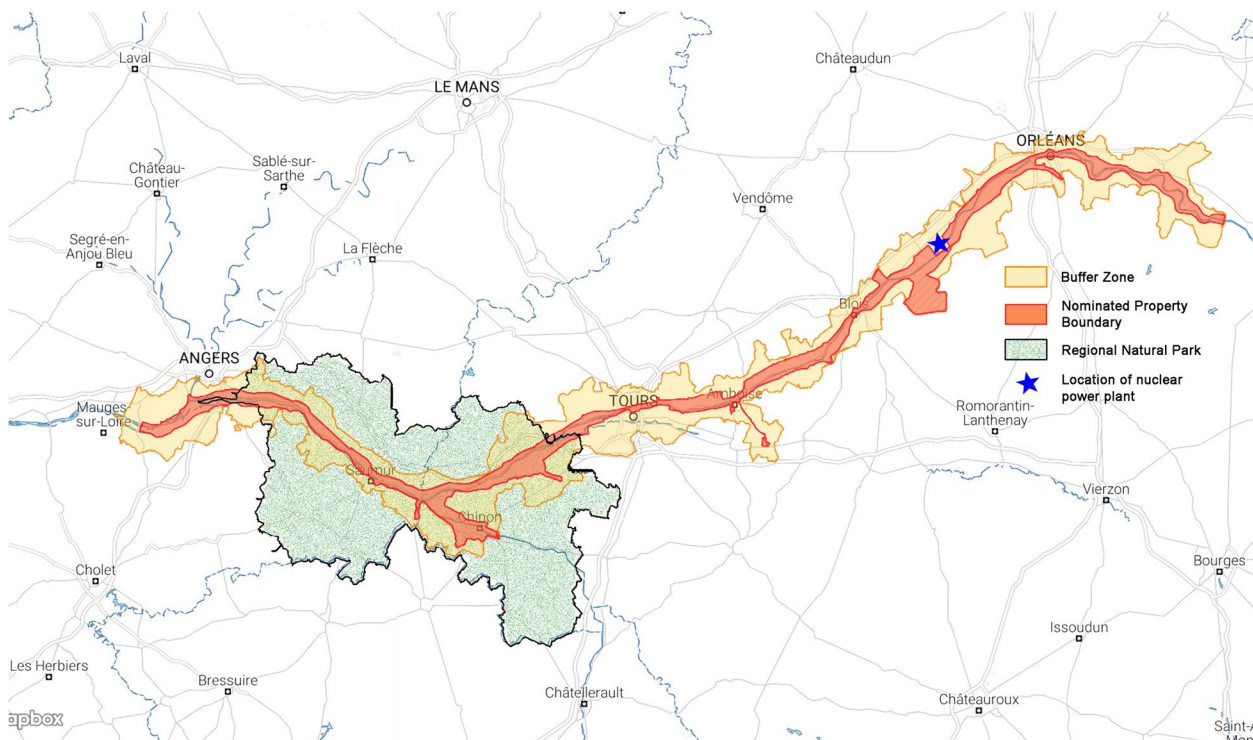 Laval
Châteaudun
LE MANS
ORLÉANS
Château-
Gontier
Sablé-sur-
Sarthe
Vendôme
Segré-en-
Anjou Bleu
La Flèche
Buffer Zone
Blois
Nominated Property
Boundary
Regional Natural Park
ANGERS
Location of nuclear
power plant
Mauges-
sur-Loire
TOURS
Amboise
Romorantin-
Lanthenay
Saumur
Vierzon
Chinon
Cholet
Bourges
Issoudun
Les Herbiers
Bressuire
Châtellerault
Châteauroux
apbox
Saint-A
Mon